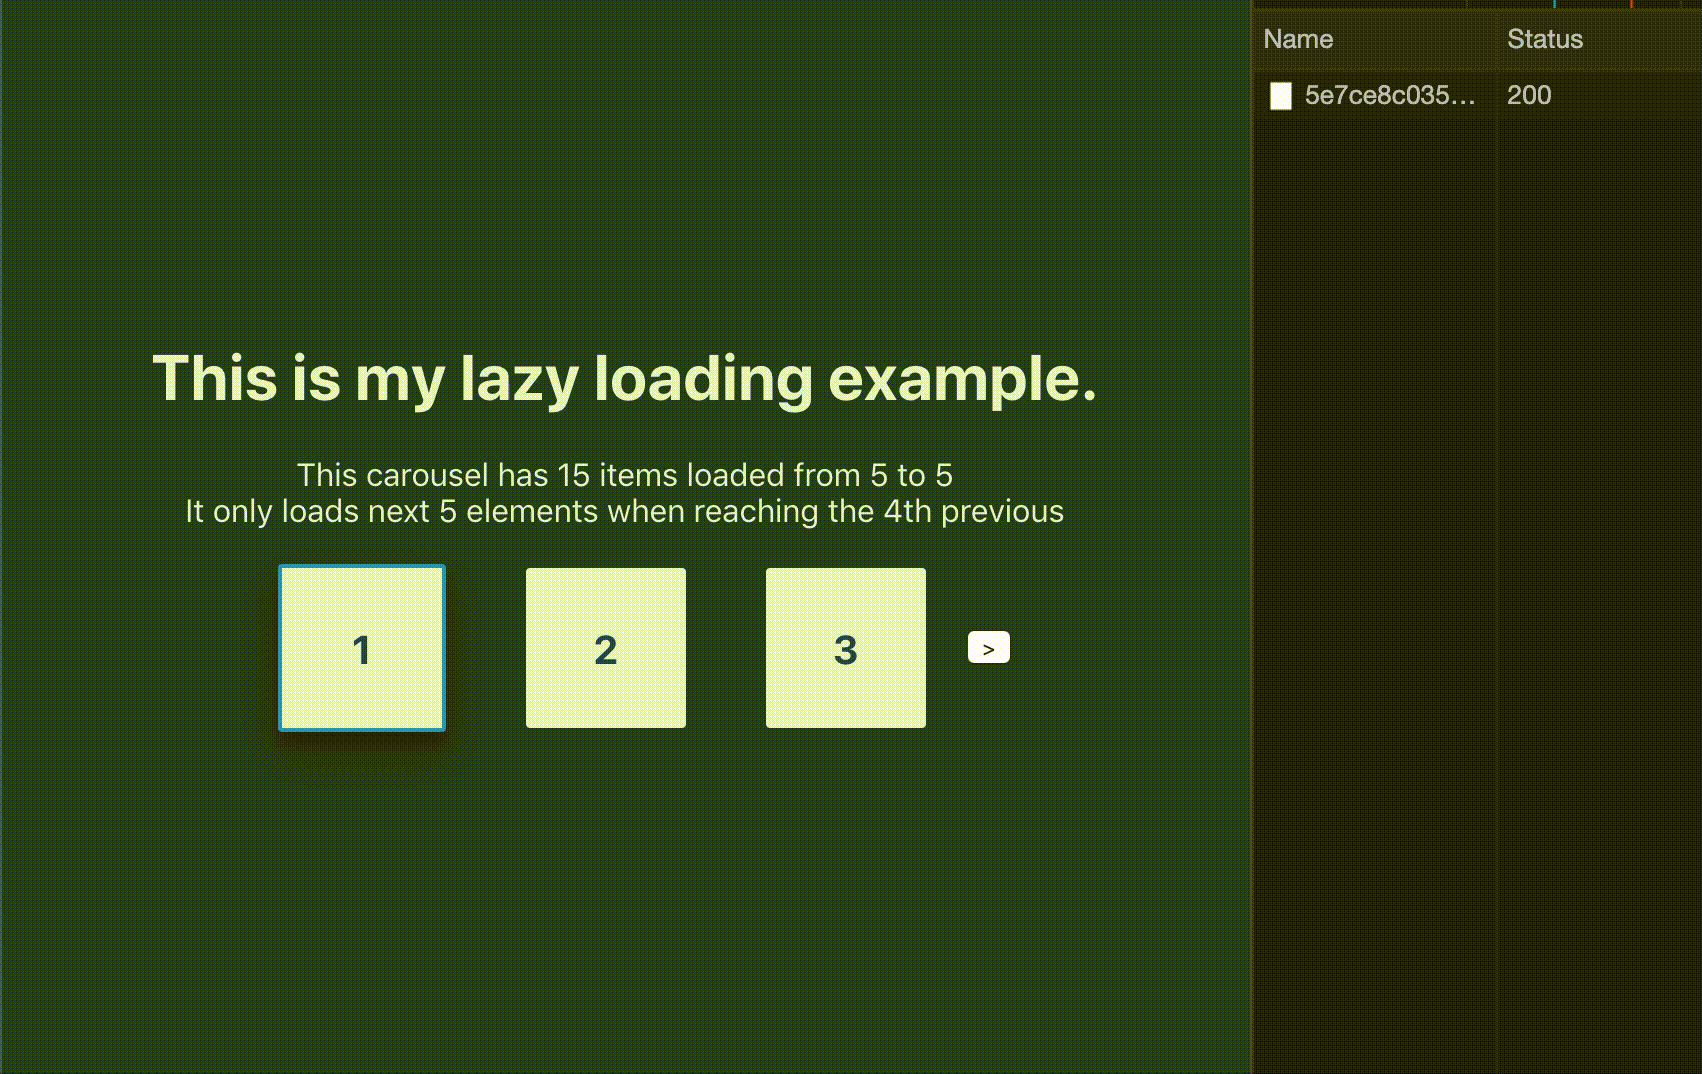 Name Status
5e7ce8c035... 200
This is my lazy loading example.
This carousel has 15 items loaded from 5 to 5
It only loads next 5 elements when reaching the 4th previous
1 2 3 >